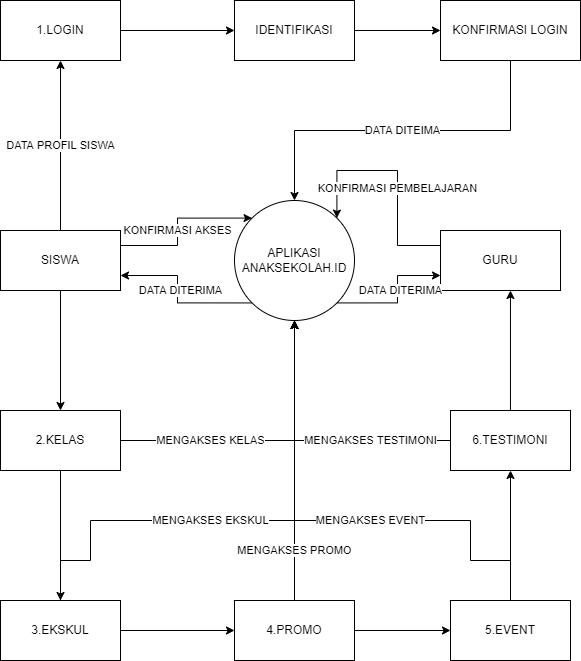 1.LOGIN
IDENTIFIKASI
KONFIRMASI LOGIN
DATA DITEIMA
DATA PROFIL SISWA
KONFIRMASI PEMBELAJARAN
KONFIRMASI AKSES
SISWA
APLIKASI
ANAKSEKOLAH.ID
GURU
DATA DITERIMA
DATA DITERIMA
2.KELAS
MENGAKSES KELAS
MENGAKSES TESTIMONI
6.TESTIMONI
MENGAKSES EKSKUL
MENGAKSES EVENT
MENGAKSES PROMO
3.EKSKUL
4.PROMO
5.EVENT